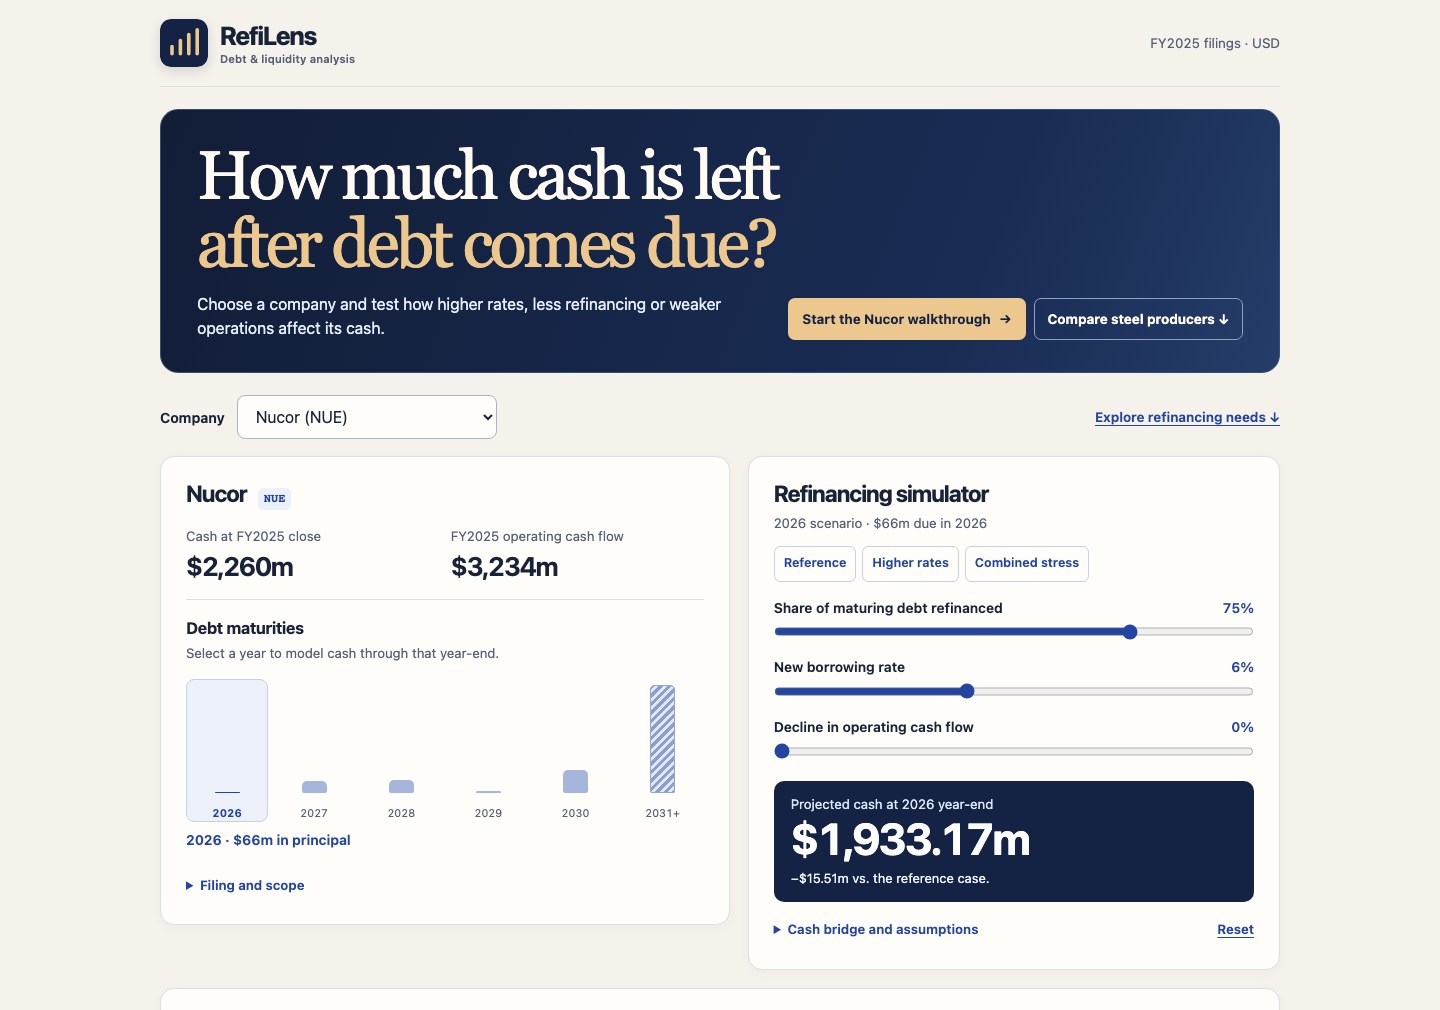 RefiLens
Debt & liquidity analysis
FY2025 filings · USD
How much cash is left
after debt comes due?
Choose a company and test how higher rates, less refinancing or weaker
operations affect its cash.
Start the Nucor walkthrough →
Compare steel producers ↓
Company
Nucor (NUE)
Explore refinancing needs ↓
Nucor NUE
Cash at FY2025 close
$2,260m
FY2025 operating cash flow
$3,234m
Debt maturities
Select a year to model cash through that year-end.
2026 2027 2028 2029 2030 2031+
2026 · $66m in principal
Filing and scope
Refinancing simulator
2026 scenario · $66m due in 2026
Reference
Higher rates
Combined stress
Share of maturing debt refinanced 75%
New borrowing rate 6%
Decline in operating cash flow 0%
Projected cash at 2026 year-end
$1,933.17m
−$15.51m vs. the reference case.
Cash bridge and assumptions
Reset